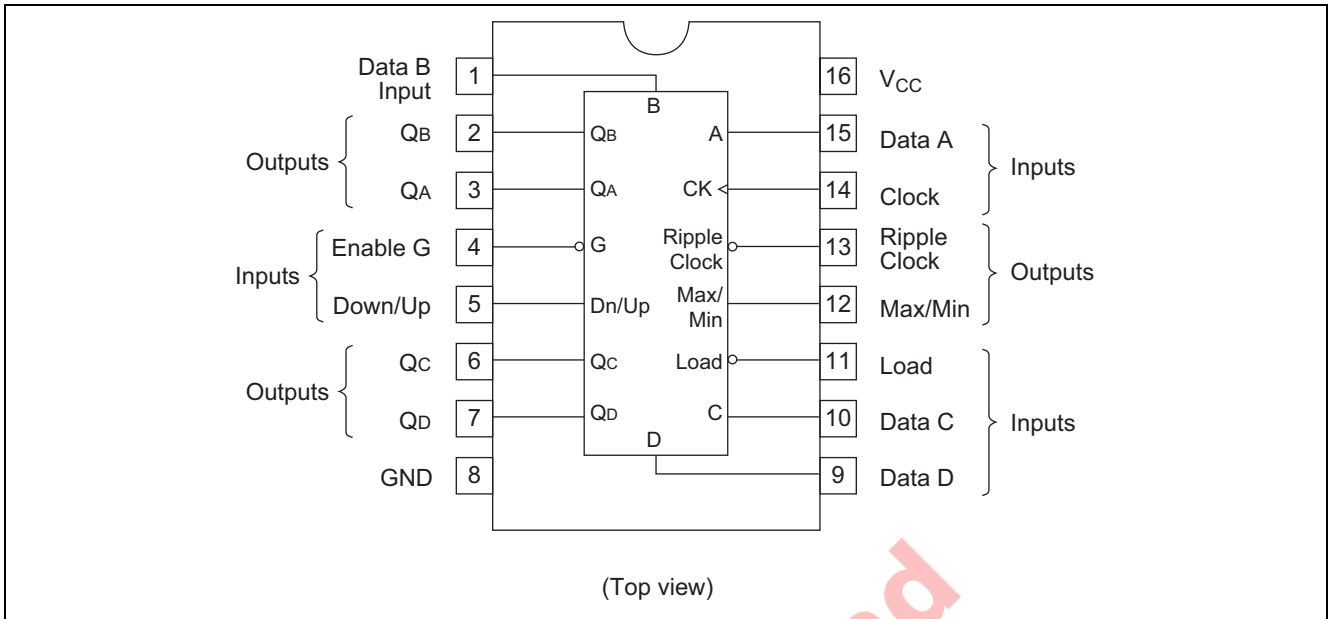 Data B
Input
1
QB
2
QA
3
Outputs
Enable G
4
Down/Up
5
Inputs
QC
6
QD
7
Outputs
GND
8
B
QB
A
QA
CK
G
Ripple
Clock
Dn/Up
Max/
Min
QC
Load
QD
C
D
16
VCC
15
Data A
14
Clock
Inputs
13
Ripple
Clock
12
Max/Min
Outputs
11
Load
10
Data C
9
Data D
Inputs
(Top view)